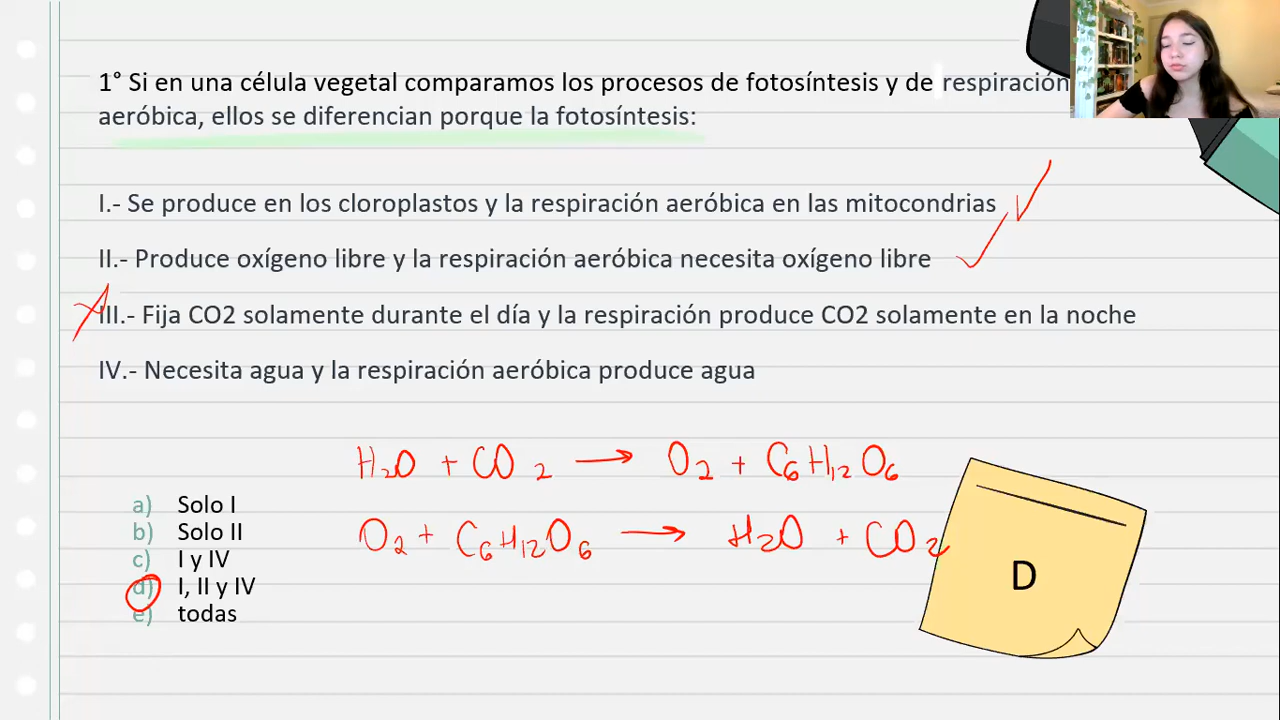 1° Si en una célula vegetal comparamos los procesos de fotosíntesis y de respiración
aeróbica, ellos se diferencian porque la fotosíntesis:
I.- Se produce en los cloroplastos y la respiración aeróbica en las mitocondrias
II.- Produce oxígeno libre y la respiración aeróbica necesita oxígeno libre
III.- Fija CO2 solamente durante el día y la respiración produce CO2 solamente en la noche
IV.- Necesita agua y la respiración aeróbica produce agua
H2O + CO2 → O2 + C6H12O6
O2 + C6H12O6 → H2O + CO2
a) Solo I
b) Solo II
c) I y IV
d) I, II y IV
e) todas
D